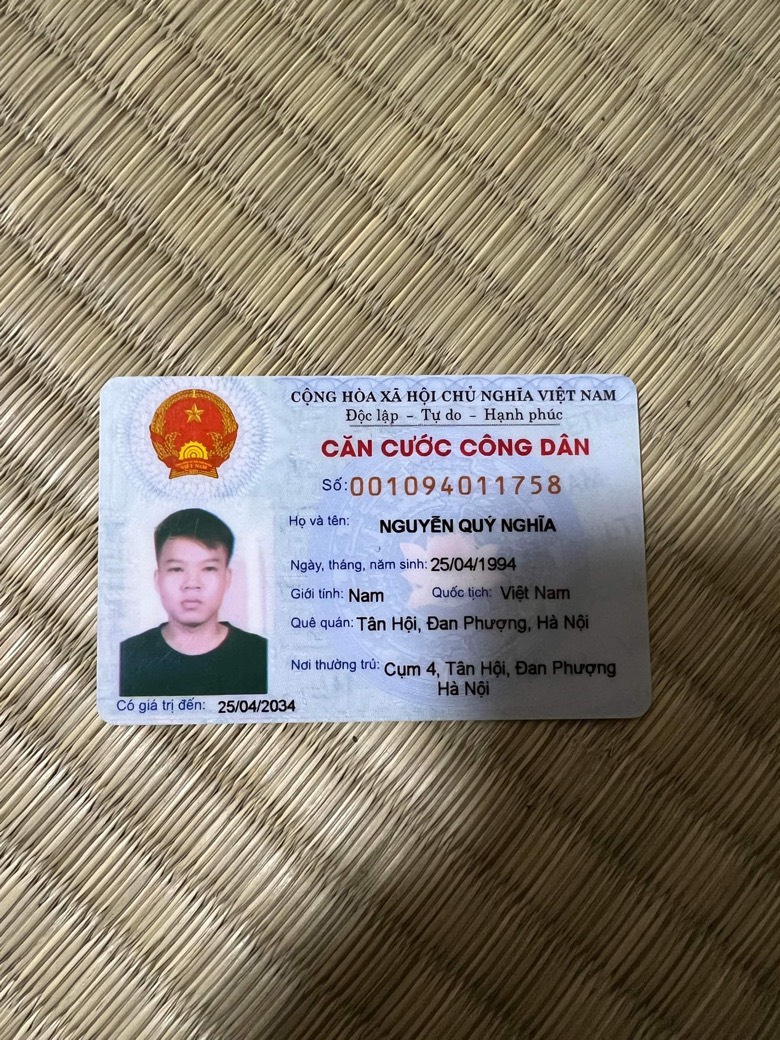 CỘNG HÒA XÃ HỘI CHỦ NGHĨA VIỆT NAM
Độc lập - Tự do - Hạnh phúc
CĂN CƯỚC CÔNG DÂN
Số: 001094011758
Họ và tên: NGUYỄN QUÝ NGHĨA
Ngày, tháng, năm sinh: 25/04/1994
Giới tính: Nam Quốc tịch: Việt Nam
Quê quán: Tân Hội, Đan Phượng, Hà Nội
Nơi thường trú: Cụm 4, Tân Hội, Đan Phượng
Hà Nội
Có giá trị đến: 25/04/2034
VIỆT NAM